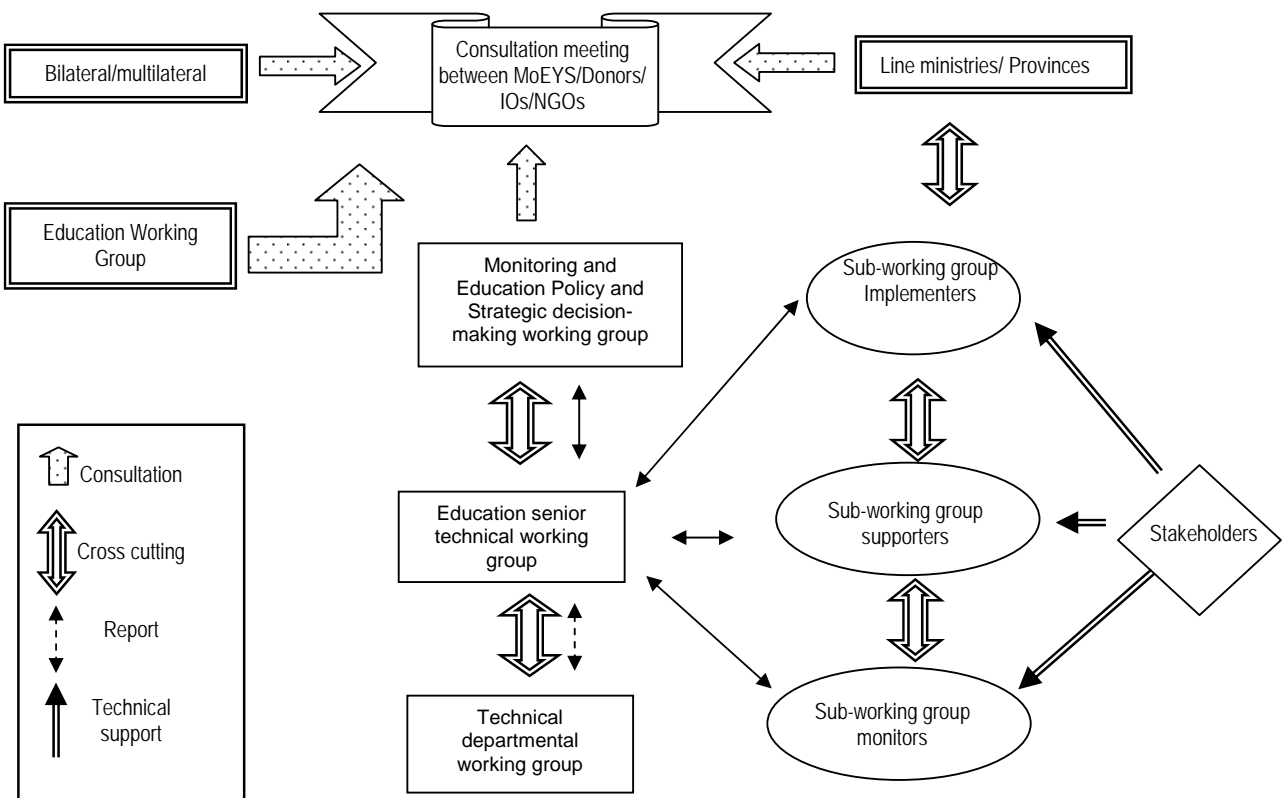 Bilateral/multilateral
Consultation meeting
between MoEYS/Donors/
IOs/NGOs
Line ministries/ Provinces
Education Working
Group
Monitoring and
Education Policy and
Strategic decision-
making working group
Sub-working group
Implementers
Consultation
Cross cutting
Report
Technical
support
Education senior
technical working
group
Sub-working group
supporters
Stakeholders
Technical
departmental
working group
Sub-working group
monitors